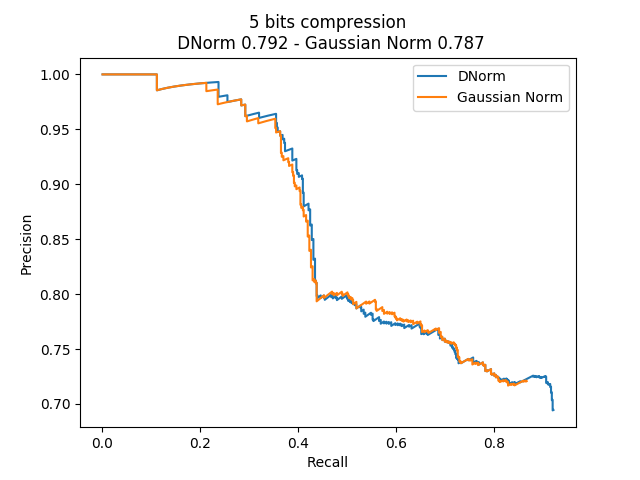 5 bits compression
DNorm 0.792 - Gaussian Norm 0.787
DNorm
Gaussian Norm
1.00
0.95
0.90
0.85
0.80
0.75
0.70
Precision
0.0 0.2 0.4 0.6 0.8
Recall